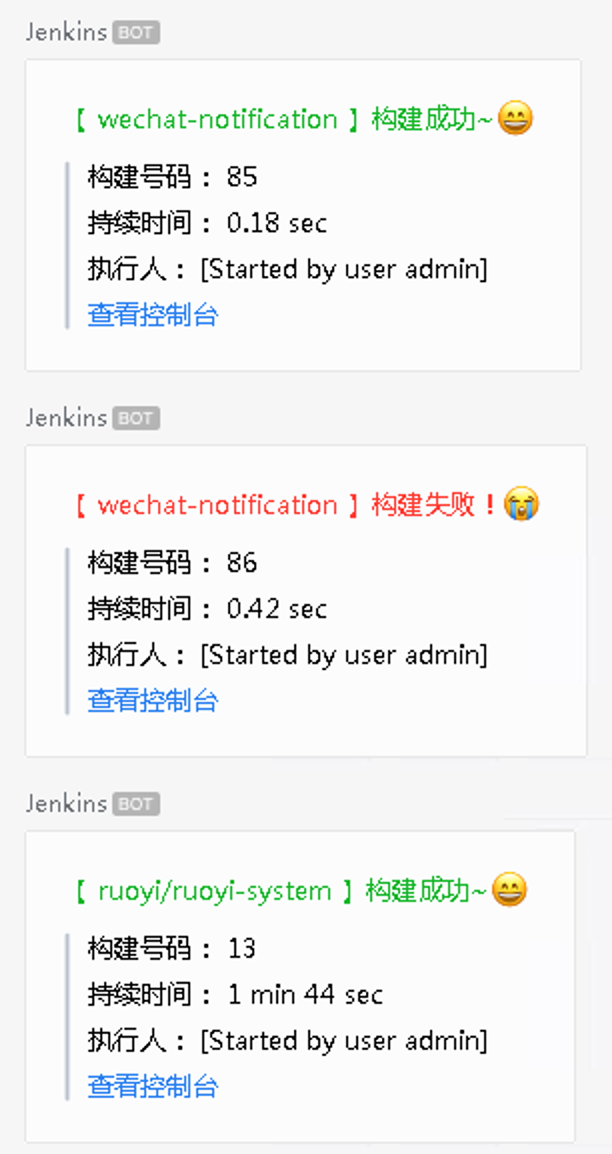 Jenkins BOT
【 wechat-notification 】构建成功~😄
构建号码 : 85
持续时间 : 0.18 sec
执行人 : [Started by user admin]
查看控制台
Jenkins BOT
【 wechat-notification 】构建失败！😭
构建号码 : 86
持续时间 : 0.42 sec
执行人 : [Started by user admin]
查看控制台
Jenkins BOT
【 ruoyi/ruoyi-system 】构建成功~😄
构建号码 : 13
持续时间 : 1 min 44 sec
执行人 : [Started by user admin]
查看控制台